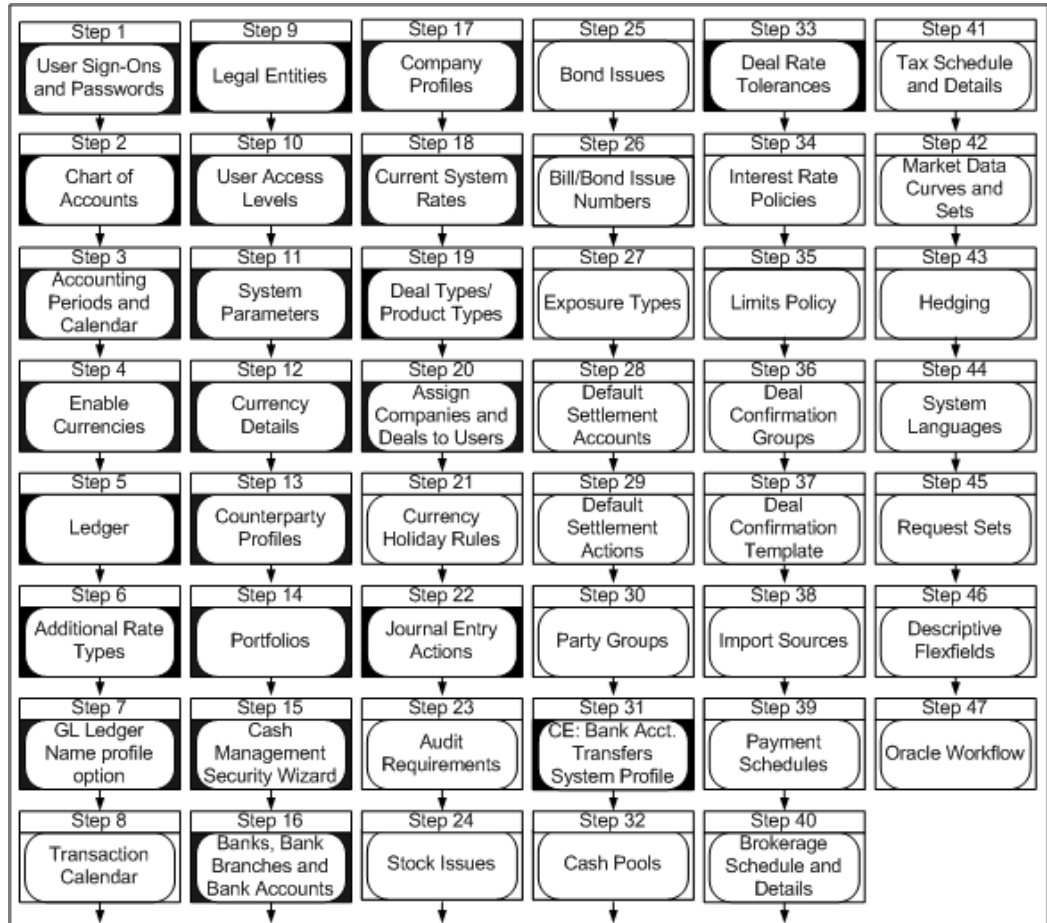 Step 1
User Sign-Ons
and Passwords
Step 2
Chart of
Accounts
Step 3
Accounting
Periods and
Calendar
Step 4
Enable
Currencies
Step 5
Ledger
Step 6
Additional Rate
Types
Step 7
GL Ledger
Name profile
option
Step 8
Transaction
Calendar
Step 9
Legal Entities
Step 10
User Access
Levels
Step 11
System
Parameters
Step 12
Currency
Details
Step 13
Counterparty
Profiles
Step 14
Portfolios
Step 15
Cash
Management
Security Wizard
Step 16
Banks, Bank
Branches and
Bank Accounts
Step 17
Company
Profiles
Step 18
Current System
Rates
Step 19
Deal Types/
Product Types
Step 20
Assign
Companies and
Deals to Users
Step 21
Currency
Holiday Rules
Step 22
Journal Entry
Actions
Step 23
Audit
Requirements
Step 24
Stock Issues
Step 25
Bond Issues
Step 26
Bill/Bond Issue
Numbers
Step 27
Exposure Types
Step 28
Default
Settlement
Accounts
Step 29
Default
Settlement
Actions
Step 30
Party Groups
Step 31
CE: Bank Acct.
Transfers
System Profile
Step 32
Cash Pools
Step 33
Deal Rate
Tolerances
Step 34
Interest Rate
Policies
Step 35
Limits Policy
Step 36
Deal
Confirmation
Groups
Step 37
Deal
Confirmation
Template
Step 38
Import Sources
Step 39
Payment
Schedules
Step 40
Brokerage
Schedule and
Details
Step 41
Tax Schedule
and Details
Step 42
Market Data
Curves and
Sets
Step 43
Hedging
Step 44
System
Languages
Step 45
Request Sets
Step 46
Descriptive
Flexfields
Step 47
Oracle Workflow